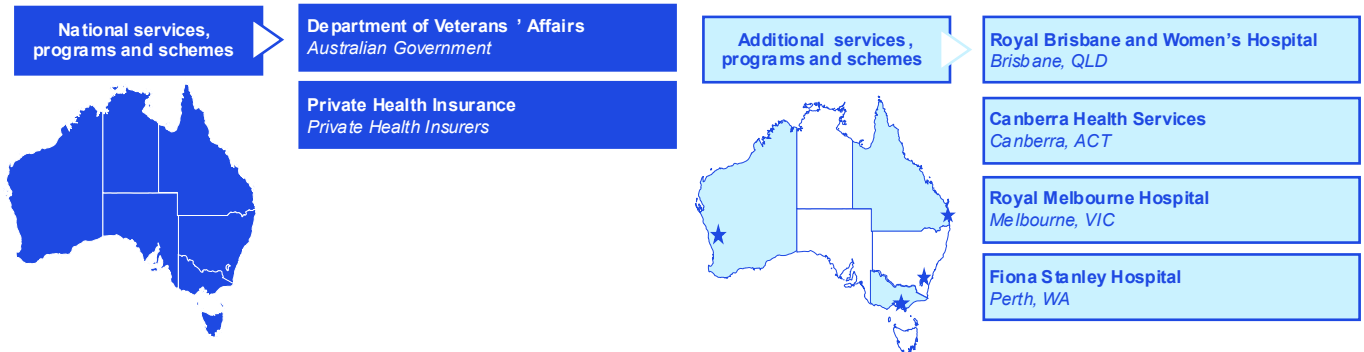 National services,
programs and schemes
Department of Veterans ’ Affairs
Australian Government
Private Health Insurance
Private Health Insurers
Additional services,
programs and schemes
Royal Brisbane and Women’s Hospital
Brisbane, QLD
Canberra Health Services
Canberra, ACT
Royal Melbourne Hospital
Melbourne, VIC
Fiona Stanley Hospital
Perth, WA